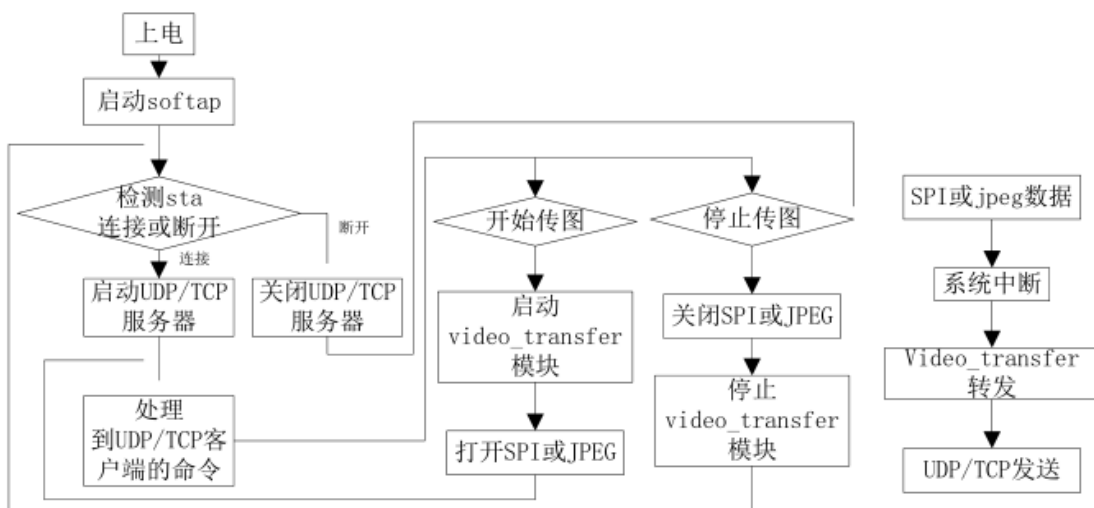 上电
启动softap
检测sta
连接或断开
断开
连接
启动UDP/TCP
服务器
关闭UDP/TCP
服务器
处理
到UDP/TCP客
户端的命令
开始传图
启动
video_transfer
模块
打开SPI或JPEG
停止传图
关闭SPI或JPEG
停止
video_transfer
模块
SPI或jpeg数据
系统中断
Video_transfer
转发
UDP/TCP发送